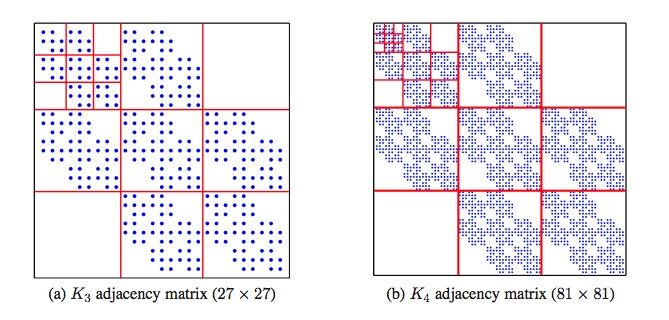 (a) K₃ adjacency matrix (27 × 27)
(b) K₄ adjacency matrix (81 × 81)